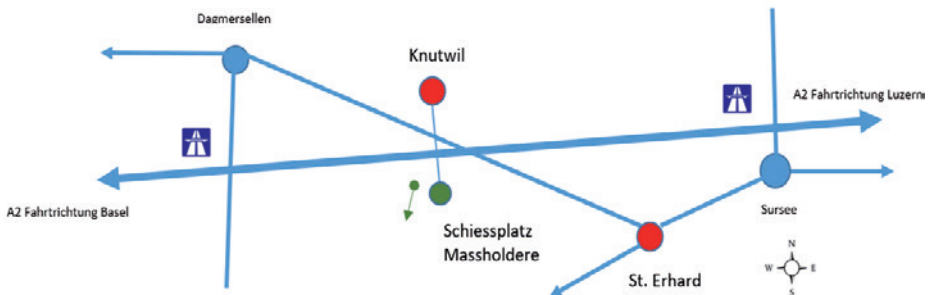 Dagmersellen
Knutwil
A2 Fahrtrichtung Luzern
A2 Fahrtrichtung Basel
Schiessplatz
Massholdere
Sursee
St. Erhard
N
W E
S